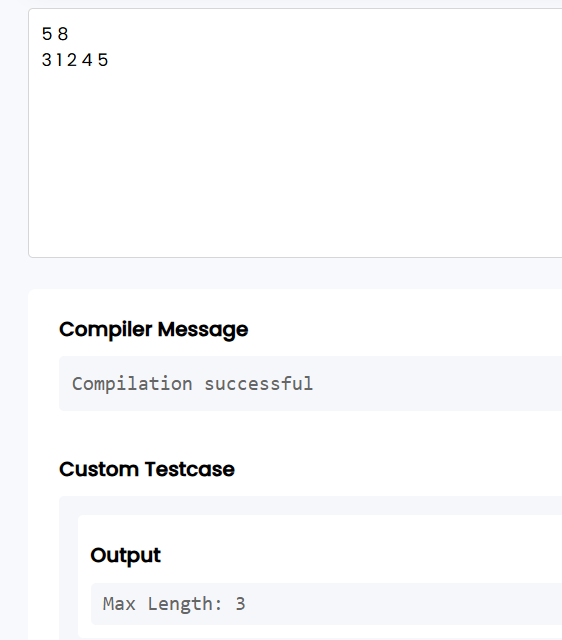 5 8
3 1 2 4 5
Compiler Message
Compilation successful
Custom Testcase
Output
Max Length: 3